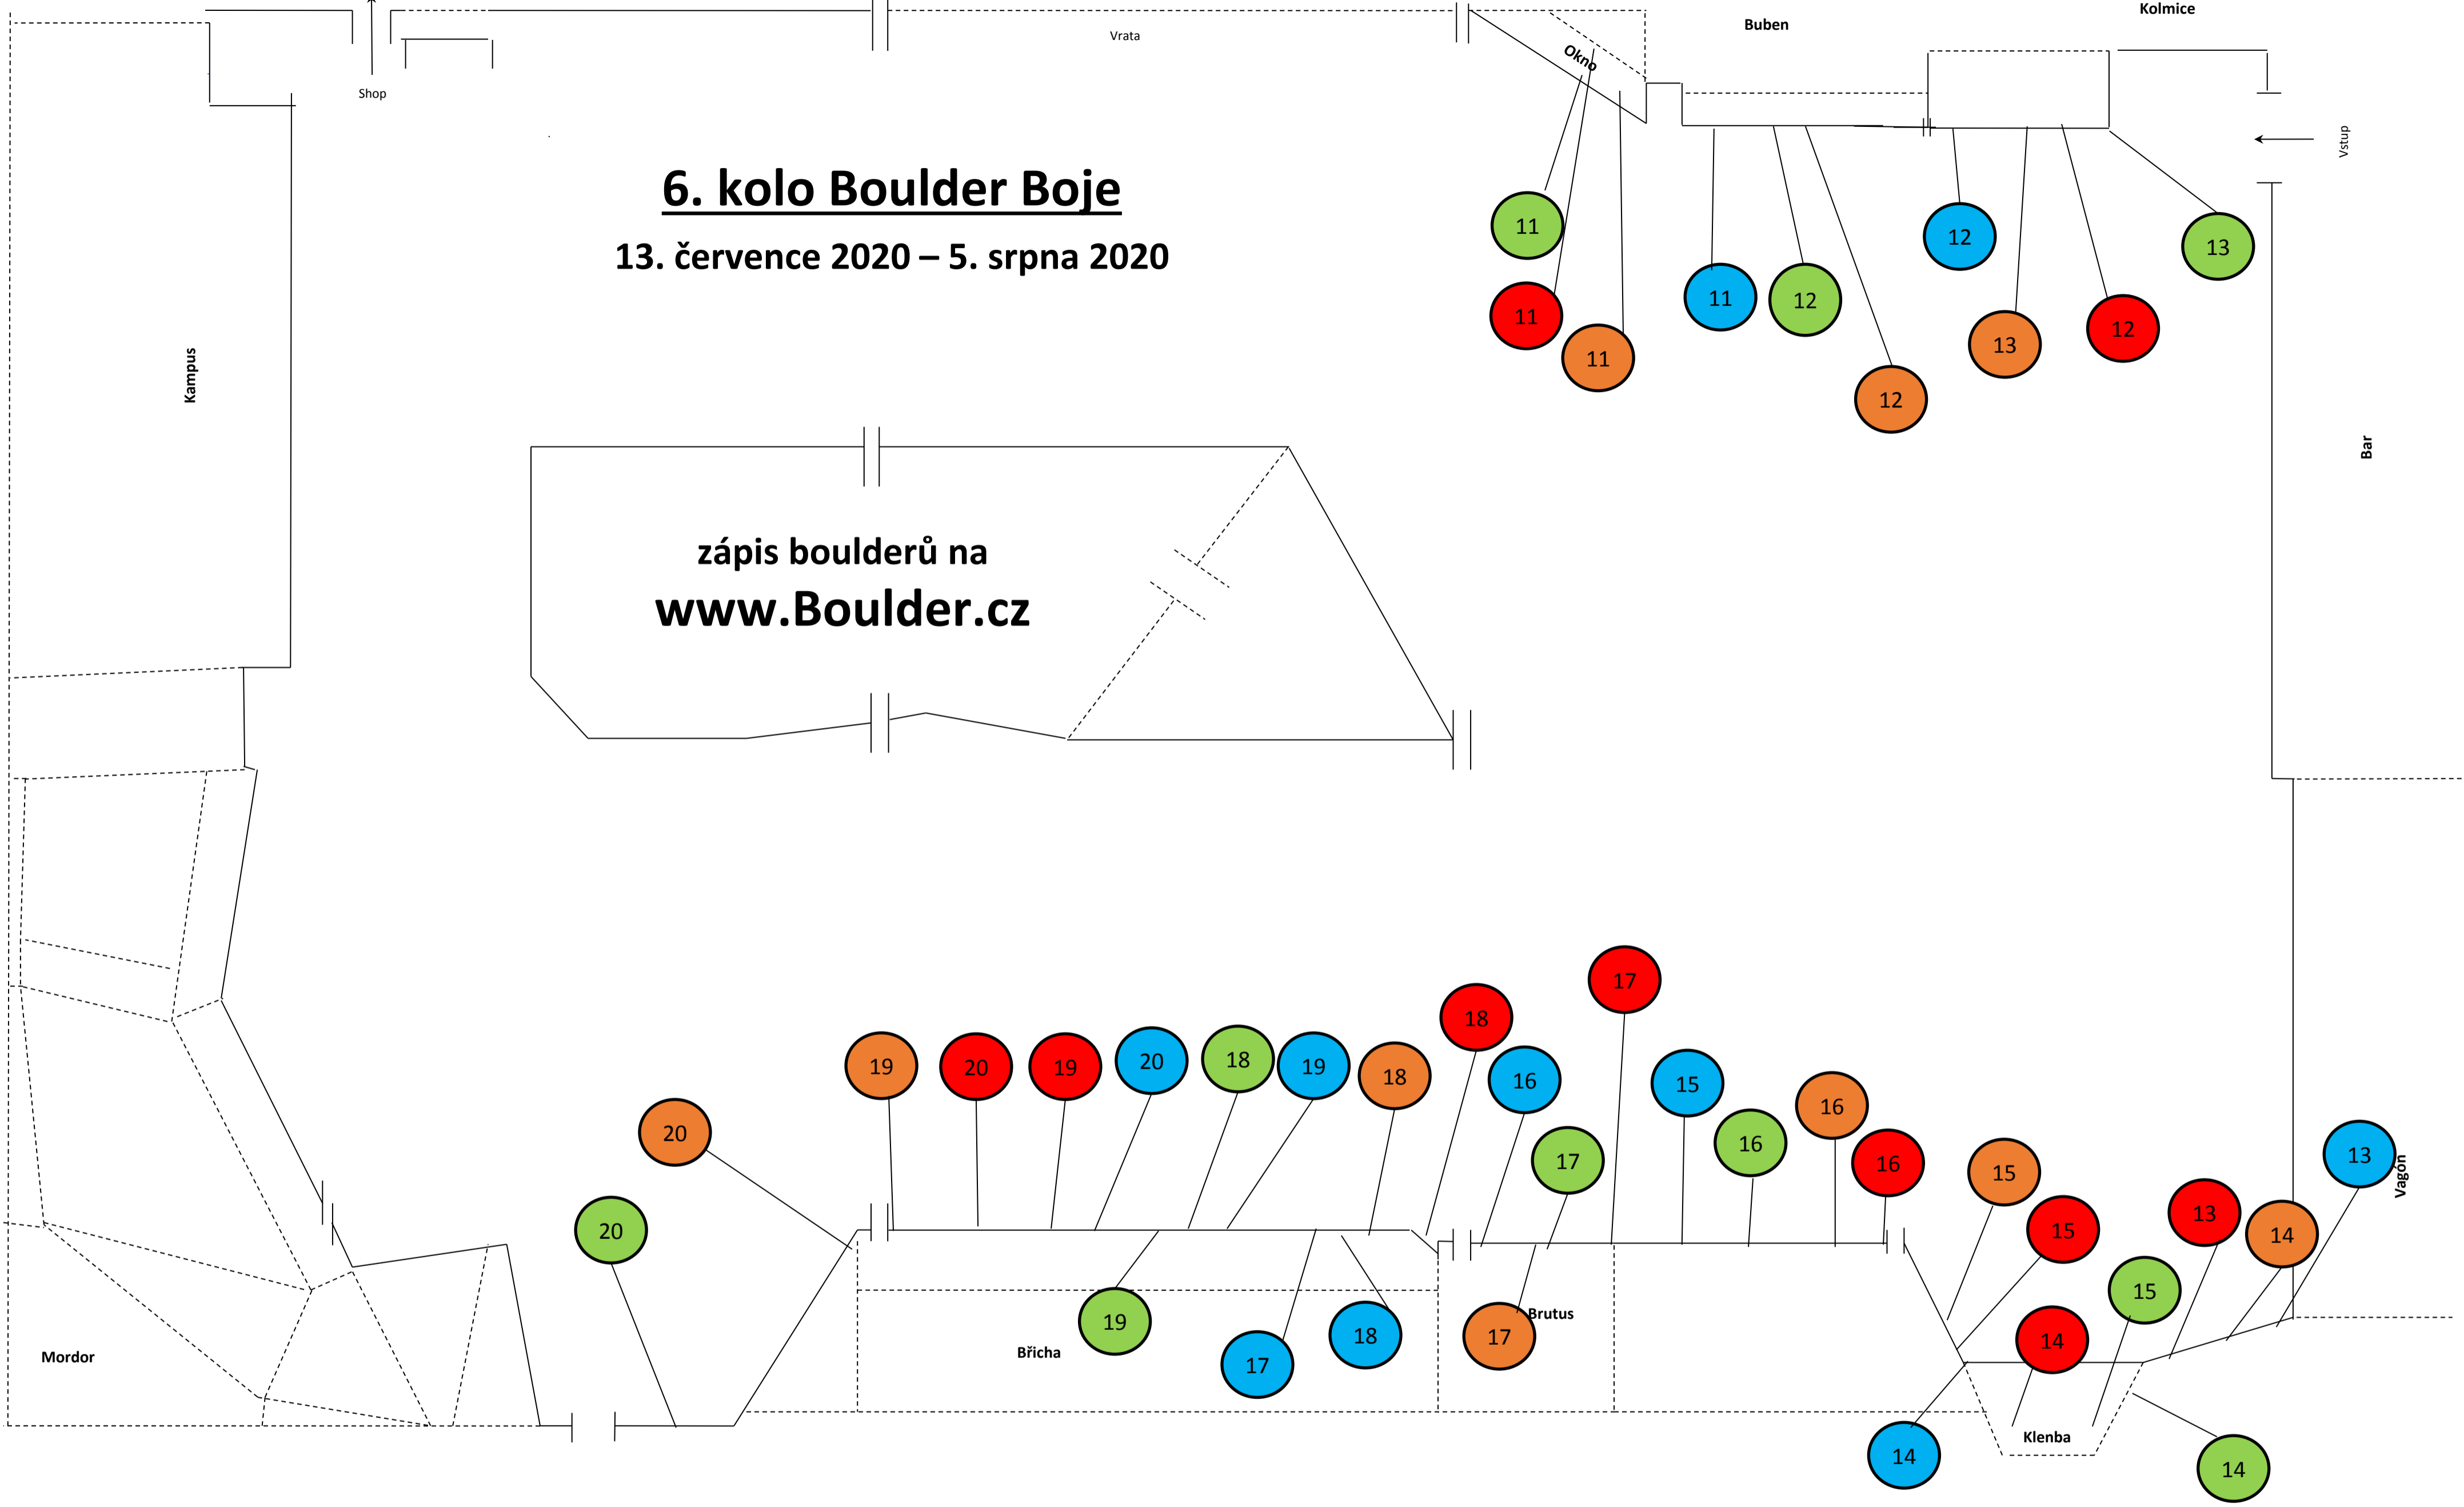 Kolmice
Buben
Vrata
Okno
Shop
Vstup
6. kolo Boulder Boje
13. července 2020 – 5. srpna 2020
11
12
13
11
11
12
12
11
13
12
Kampus
Bar
zápis boulderů na
www.Boulder.cz
17
18
19
20
19
20
18
19
18
16
15
16
20
16
17
16
13
Vagón
15
20
15
13
14
15
19
18
17
Brutus
14
17
Břicha
Mordor
Klenba
14
14